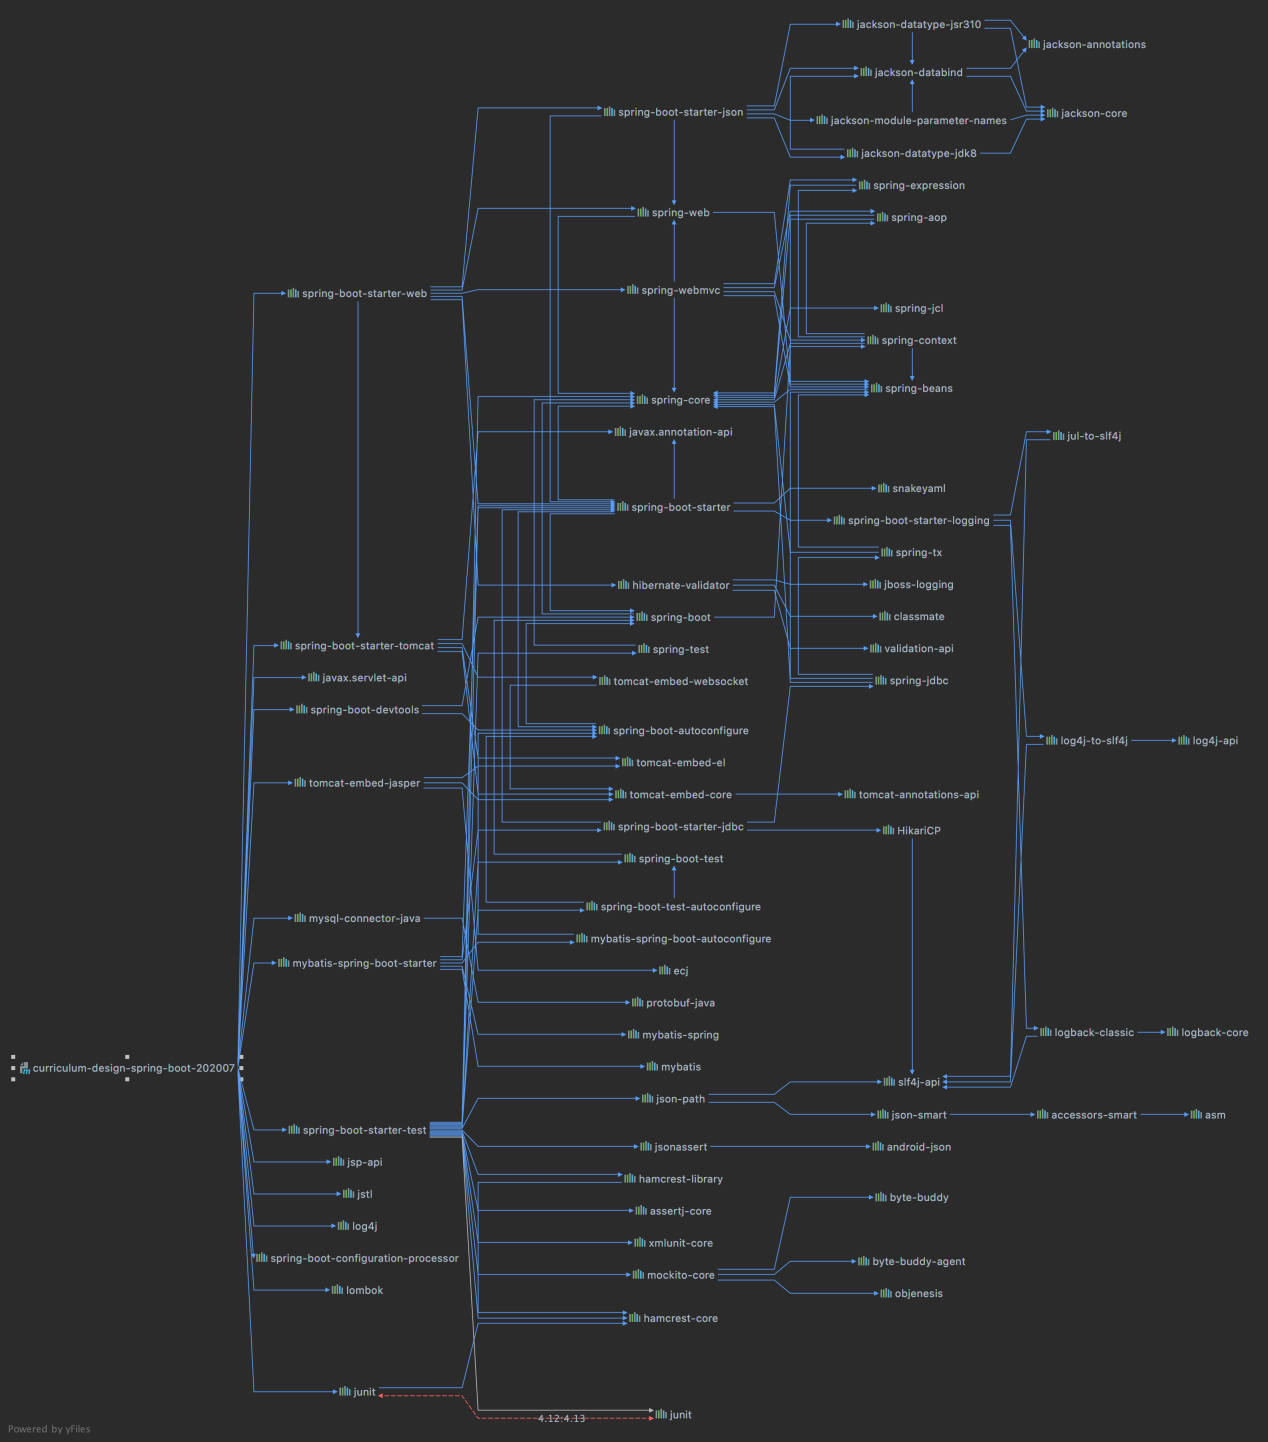 jackson-datatype-jsr310
jackson-annotations
jackson-databind
spring-boot-starter-json
jackson-core
jackson-module-parameter-names
jackson-datatype-jdk8
spring-expression
spring-web
spring-aop
spring-webmvc
spring-boot-starter-web
spring-jcl
spring-context
spring-beans
spring-core
javax.annotation-api
jul-to-slf4j
snakeyaml
spring-boot-starter
spring-boot-starter-logging
spring-tx
hibernate-validator
jboss-logging
spring-boot
classmate
spring-boot-starter-tomcat
spring-test
validation-api
javax.servlet-api
tomcat-embed-websocket
spring-jdbc
spring-boot-devtools
spring-boot-autoconfigure
log4j-to-slf4j
log4j-api
tomcat-embed-el
tomcat-embed-jasper
tomcat-embed-core
tomcat-annotations-api
spring-boot-starter-jdbc
HikariCP
spring-boot-test
spring-boot-test-autoconfigure
mysql-connector-java
mybatis-spring-boot-autoconfigure
mybatis-spring-boot-starter
ecj
protobuf-java
mybatis-spring
logback-classic
logback-core
curriculum-design-spring-boot-202007
mybatis
slf4j-api
json-path
json-smart
accessors-smart
asm
spring-boot-starter-test
jsonassert
android-json
jsp-api
hamcrest-library
jstl
byte-buddy
assertj-core
log4j
xmlunit-core
spring-boot-configuration-processor
byte-buddy-agent
mockito-core
lombok
objenesis
hamcrest-core
junit
4.12:4.13
junit
Powered by yFiles